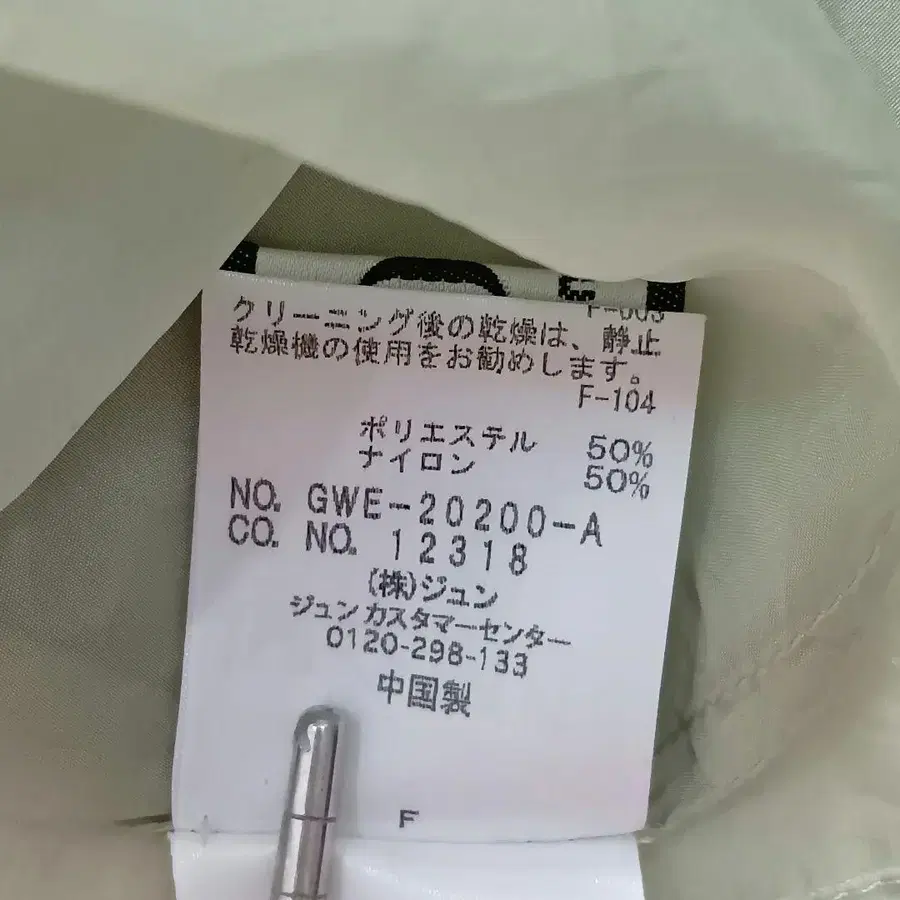 F-003
クリーニング後の乾燥は、静止
乾燥機の使用をお勧めします。
F-104
ポリエステル 50%
ナイロン 50%
NO. GWE-20200-A
CO. NO. 12318
(株)ジュン
ジュンカスタマーセンター
0120-298-133
中国製
F